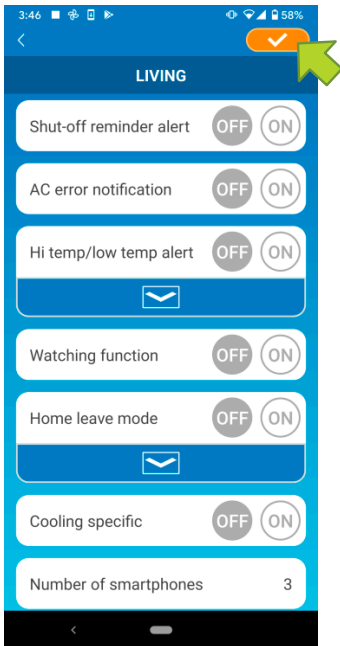 3:46 58%
LIVING
Shut-off reminder alert OFF ON
AC error notification OFF ON
Hi temp/low temp alert OFF ON
Watching function OFF ON
Home leave mode OFF ON
Cooling specific OFF ON
Number of smartphones 3